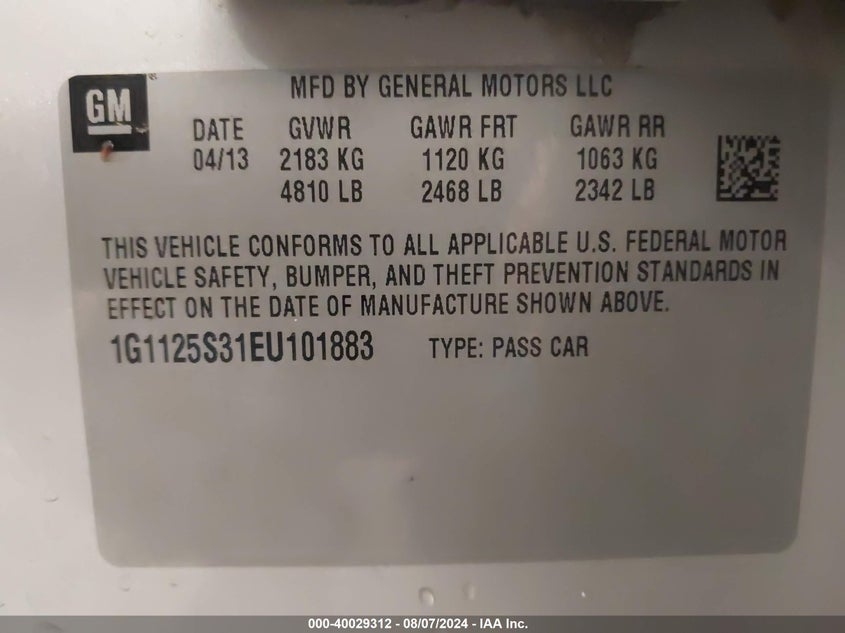 GM
MFD BY GENERAL MOTORS LLC
DATE GVWR GAWR FRT GAWR RR
04/13 2183 KG 1120 KG 1063 KG
4810 LB 2468 LB 2342 LB
THIS VEHICLE CONFORMS TO ALL APPLICABLE U.S. FEDERAL MOTOR
VEHICLE SAFETY, BUMPER, AND THEFT PREVENTION STANDARDS IN
EFFECT ON THE DATE OF MANUFACTURE SHOWN ABOVE.
1G1125S31EU101883 TYPE: PASS CAR
000-40029312 - 08/07/2024 - IAA Inc.